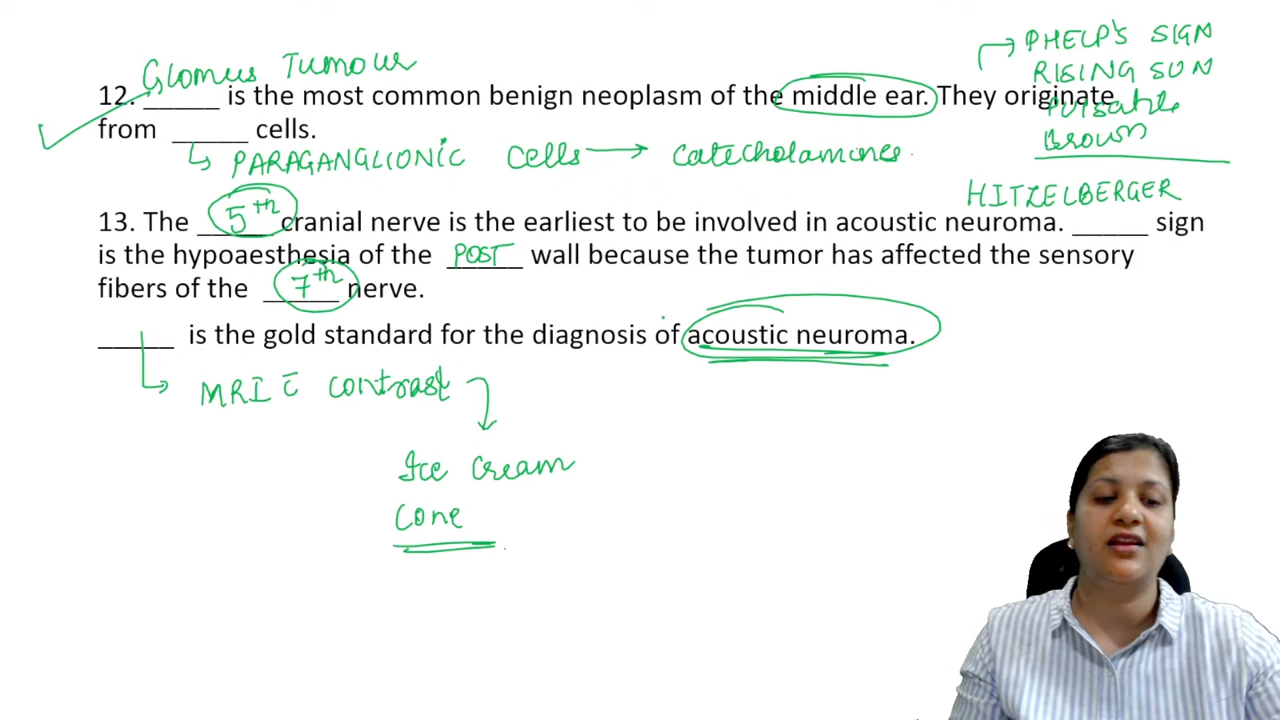 PHELP'S SIGN
Glomus Tumour
RISING SUN
12. _____ is the most common benign neoplasm of the middle ear. They originate
Pulsatile
from _____ cells.
Brown
PARAGANGLIONIC cells → catecholamines
HITZELBERGER
13. The 5th cranial nerve is the earliest to be involved in acoustic neuroma. _____ sign
is the hypoaesthesia of the POST wall because the tumor has affected the sensory
fibers of the 7th nerve.
_____ is the gold standard for the diagnosis of acoustic neuroma.
MRI c̄ contrast
Ice cream
cone